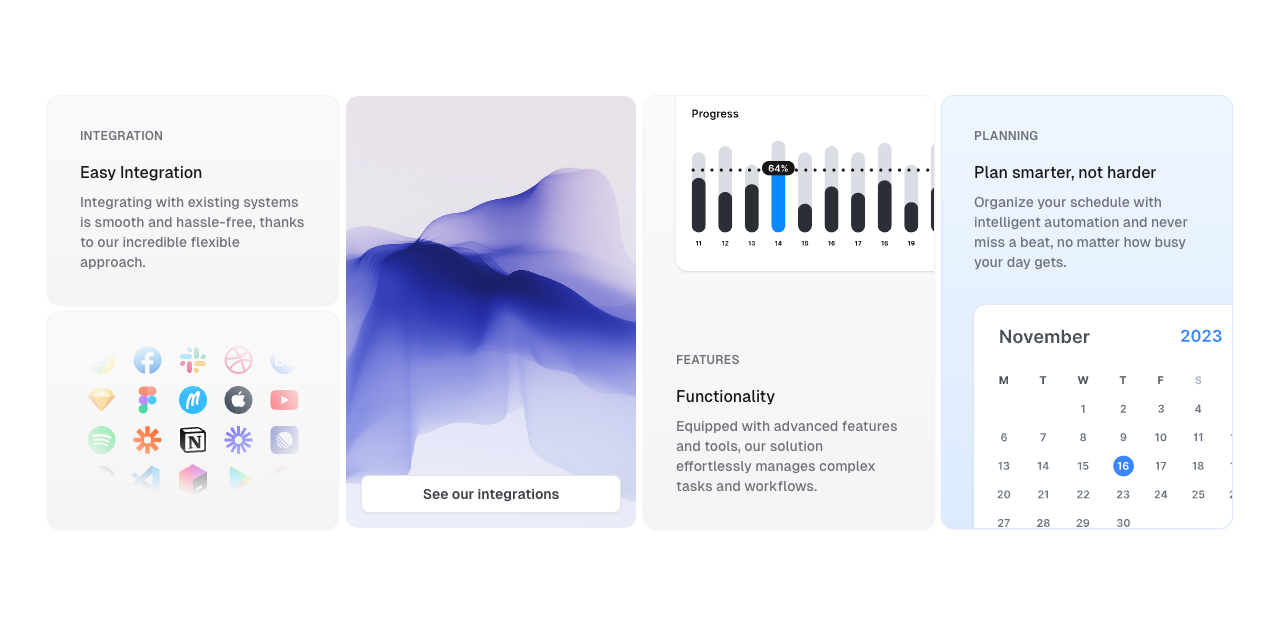 INTEGRATION
Easy Integration
Integrating with existing systems
is smooth and hassle-free, thanks
to our incredible flexible
approach.
See our integrations
Progress
64%
11 12 13 14 15 16 17 18 19
FEATURES
Functionality
Equipped with advanced features
and tools, our solution
effortlessly manages complex
tasks and workflows.
PLANNING
Plan smarter, not harder
Organize your schedule with
intelligent automation and never
miss a beat, no matter how busy
your day gets.
November 2023
M T W T F S
1 2 3 4
6 7 8 9 10 11
13 14 15 16 17 18
20 21 22 23 24 25
27 28 29 30